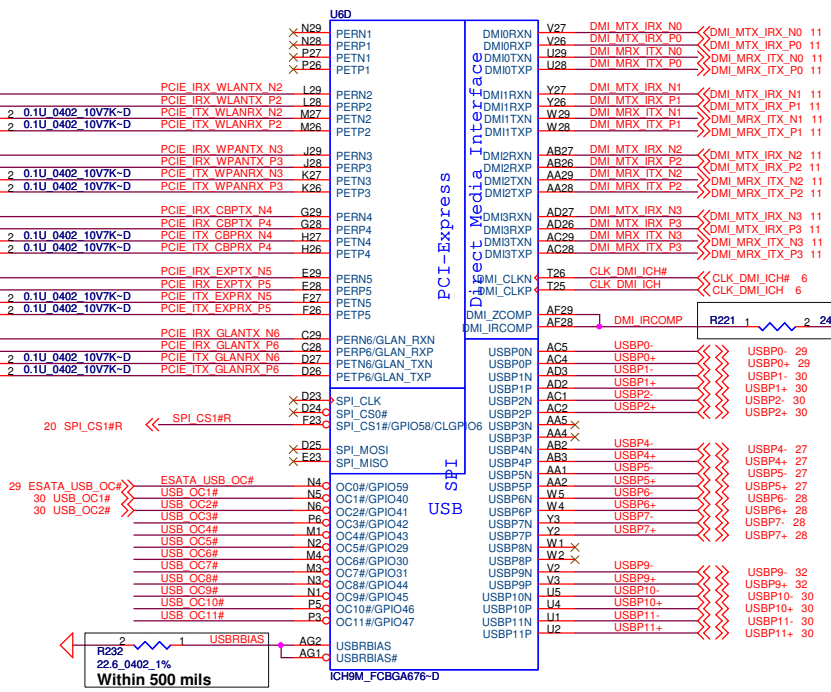 U6D
N29 PERN1 DMI0RXN V27 DMI_MTX_IRX_N0 DMI_MTX_IRX_N0 11
N28 PERP1 DMI0RXP V26 DMI_MTX_IRX_P0 DMI_MTX_IRX_P0 11
P27 PETN1 DMI0TXN U29 DMI_MRX_ITX_N0 DMI_MRX_ITX_N0 11
P26 PETP1 DMI0TXP U28 DMI_MRX_ITX_P0 DMI_MRX_ITX_P0 11
PCIE_IRX_WLANTX_N2 L29 PERN2 DMI1RXN Y27 DMI_MTX_IRX_N1 DMI_MTX_IRX_N1 11
PCIE_IRX_WLANTX_P2 L28 PERP2 DMI1RXP Y26 DMI_MTX_IRX_P1 DMI_MTX_IRX_P1 11
2 0.1U_0402_10V7K~D PCIE_ITX_WLANRX_N2 M27 PETN2 DMI1TXN W29 DMI_MRX_ITX_N1 DMI_MRX_ITX_N1 11
2 0.1U_0402_10V7K~D PCIE_ITX_WLANRX_P2 M26 PETP2 DMI1TXP W28 DMI_MRX_ITX_P1 DMI_MRX_ITX_P1 11
PCIE_IRX_WPANTX_N3 J29 PERN3 DMI2RXN AB27 DMI_MTX_IRX_N2 DMI_MTX_IRX_N2 11
PCIE_IRX_WPANTX_P3 J28 PERP3 DMI2RXP AB26 DMI_MTX_IRX_P2 DMI_MTX_IRX_P2 11
2 0.1U_0402_10V7K~D PCIE_ITX_WPANRX_N3 K27 PETN3 DMI2TXN AA29 DMI_MRX_ITX_N2 DMI_MRX_ITX_N2 11
2 0.1U_0402_10V7K~D PCIE_ITX_WPANRX_P3 K26 PETP3 DMI2TXP AA28 DMI_MRX_ITX_P2 DMI_MRX_ITX_P2 11
PCIE_IRX_CBPTX_N4 G29 PERN4 DMI3RXN AD27 DMI_MTX_IRX_N3 DMI_MTX_IRX_N3 11
PCIE_IRX_CBPTX_P4 G28 PERP4 DMI3RXP AD26 DMI_MTX_IRX_P3 DMI_MTX_IRX_P3 11
2 0.1U_0402_10V7K~D PCIE_ITX_CBPRX_N4 H27 PETN4 DMI3TXN AC29 DMI_MRX_ITX_N3 DMI_MRX_ITX_N3 11
2 0.1U_0402_10V7K~D PCIE_ITX_CBPRX_P4 H26 PETP4 DMI3TXP AC28 DMI_MRX_ITX_P3 DMI_MRX_ITX_P3 11
PCI-Express
Direct Media Interface
PCIE_IRX_EXPTX_N5 E29 PERN5 DMI_CLKN T26 CLK_DMI_ICH# CLK_DMI_ICH# 6
PCIE_IRX_EXPTX_P5 E28 PERP5 DMI_CLKP T25 CLK_DMI_ICH CLK_DMI_ICH 6
2 0.1U_0402_10V7K~D PCIE_ITX_EXPRX_N5 F27 PETN5 DMI_ZCOMP AF29
2 0.1U_0402_10V7K~D PCIE_ITX_EXPRX_P5 F26 PETP5 DMI_IRCOMP AF28 DMI_IRCOMP R221 1 2 24
PCIE_IRX_GLANTX_N6 C29 PERN6/GLAN_RXN
PCIE_IRX_GLANTX_P6 C28 PERP6/GLAN_RXP USBP0N AC5 USBP0- USBP0- 29
2 0.1U_0402_10V7K~D PCIE_ITX_GLANRX_N6 D27 PETN6/GLAN_TXN USBP0P AC4 USBP0+ USBP0+ 29
2 0.1U_0402_10V7K~D PCIE_ITX_GLANRX_P6 D26 PETP6/GLAN_TXP USBP1N AD3 USBP1- USBP1- 30
USBP1P AD2 USBP1+ USBP1+ 30
D23 SPI_CLK USBP2N AC1 USBP2- USBP2- 30
D24 SPI_CS0# USBP2P AC2 USBP2+ USBP2+ 30
20 SPI_CS1#R SPI_CS1#R F23 SPI_CS1#/GPIO58/CLGPIO6 USBP3N AA5
USBP3P AA4
D25 SPI_MOSI USBP4N AB2 USBP4- USBP4- 27
E23 SPI_MISO USBP4P AB3 USBP4+ USBP4+ 27
SPI
USBP5N AA1 USBP5- USBP5- 27
29 ESATA_USB_OC# ESATA_USB_OC# N4 OC0#/GPIO59 USBP5P AA2 USBP5+ USBP5+ 27
30 USB_OC1# USB_OC1# N5 OC1#/GPIO40 USBP6N W5 USBP6- USBP6- 28
30 USB_OC2# USB_OC2# N6 OC2#/GPIO41 USB USBP6P W4 USBP6+ USBP6+ 28
USB_OC3# P6 OC3#/GPIO42 USBP7N Y3 USBP7- USBP7- 28
USB_OC4# M1 OC4#/GPIO43 USBP7P Y2 USBP7+ USBP7+ 28
USB_OC5# N2 OC5#/GPIO29 USBP8N W1
USB_OC6# M4 OC6#/GPIO30 USBP8P W2
USB_OC7# M3 OC7#/GPIO31 USBP9N V2 USBP9- USBP9- 32
USB_OC8# N3 OC8#/GPIO44 USBP9P V3 USBP9+ USBP9+ 32
USB_OC9# N1 OC9#/GPIO45 USBP10N U5 USBP10- USBP10- 30
USB_OC10# P5 OC10#/GPIO46 USBP10P U4 USBP10+ USBP10+ 30
USB_OC11# P3 OC11#/GPIO47 USBP11N U1 USBP11- USBP11- 30
USBP11P U2 USBP11+ USBP11+ 30
2 1 USBRBIAS AG2 USBRBIAS
R232 AG1 USBRBIAS#
22.6_0402_1%
Within 500 mils
ICH9M_FCBGA676~D